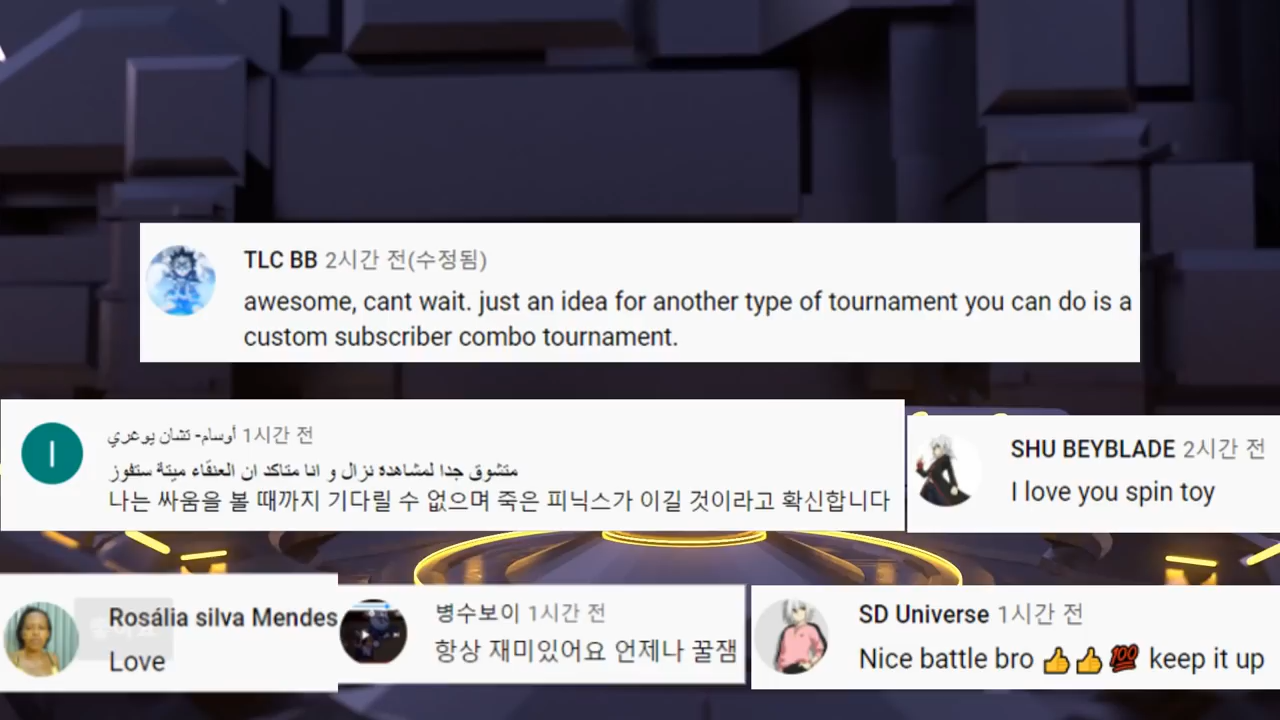 TLC BB 2시간 전(수정됨)
awesome, cant wait. just an idea for another type of tournament you can do is a
custom subscriber combo tournament.
أوسام- تشان يوعري 1시간 전
متشوق جدا لمشاهدة نزال و انا متاكد ان العنقاء ميتة ستفوز
나는 싸움을 볼 때까지 기다릴 수 없으며 죽은 피닉스가 이길 것이라고 확신합니다
I
SHU BEYBLADE 2시간 전
I love you spin toy
Rosália silva Mendes
Love
병수보이 1시간 전
항상 재미있어요 언제나 꿀잼
SD Universe 1시간 전
Nice battle bro 👍👍💯 keep it up